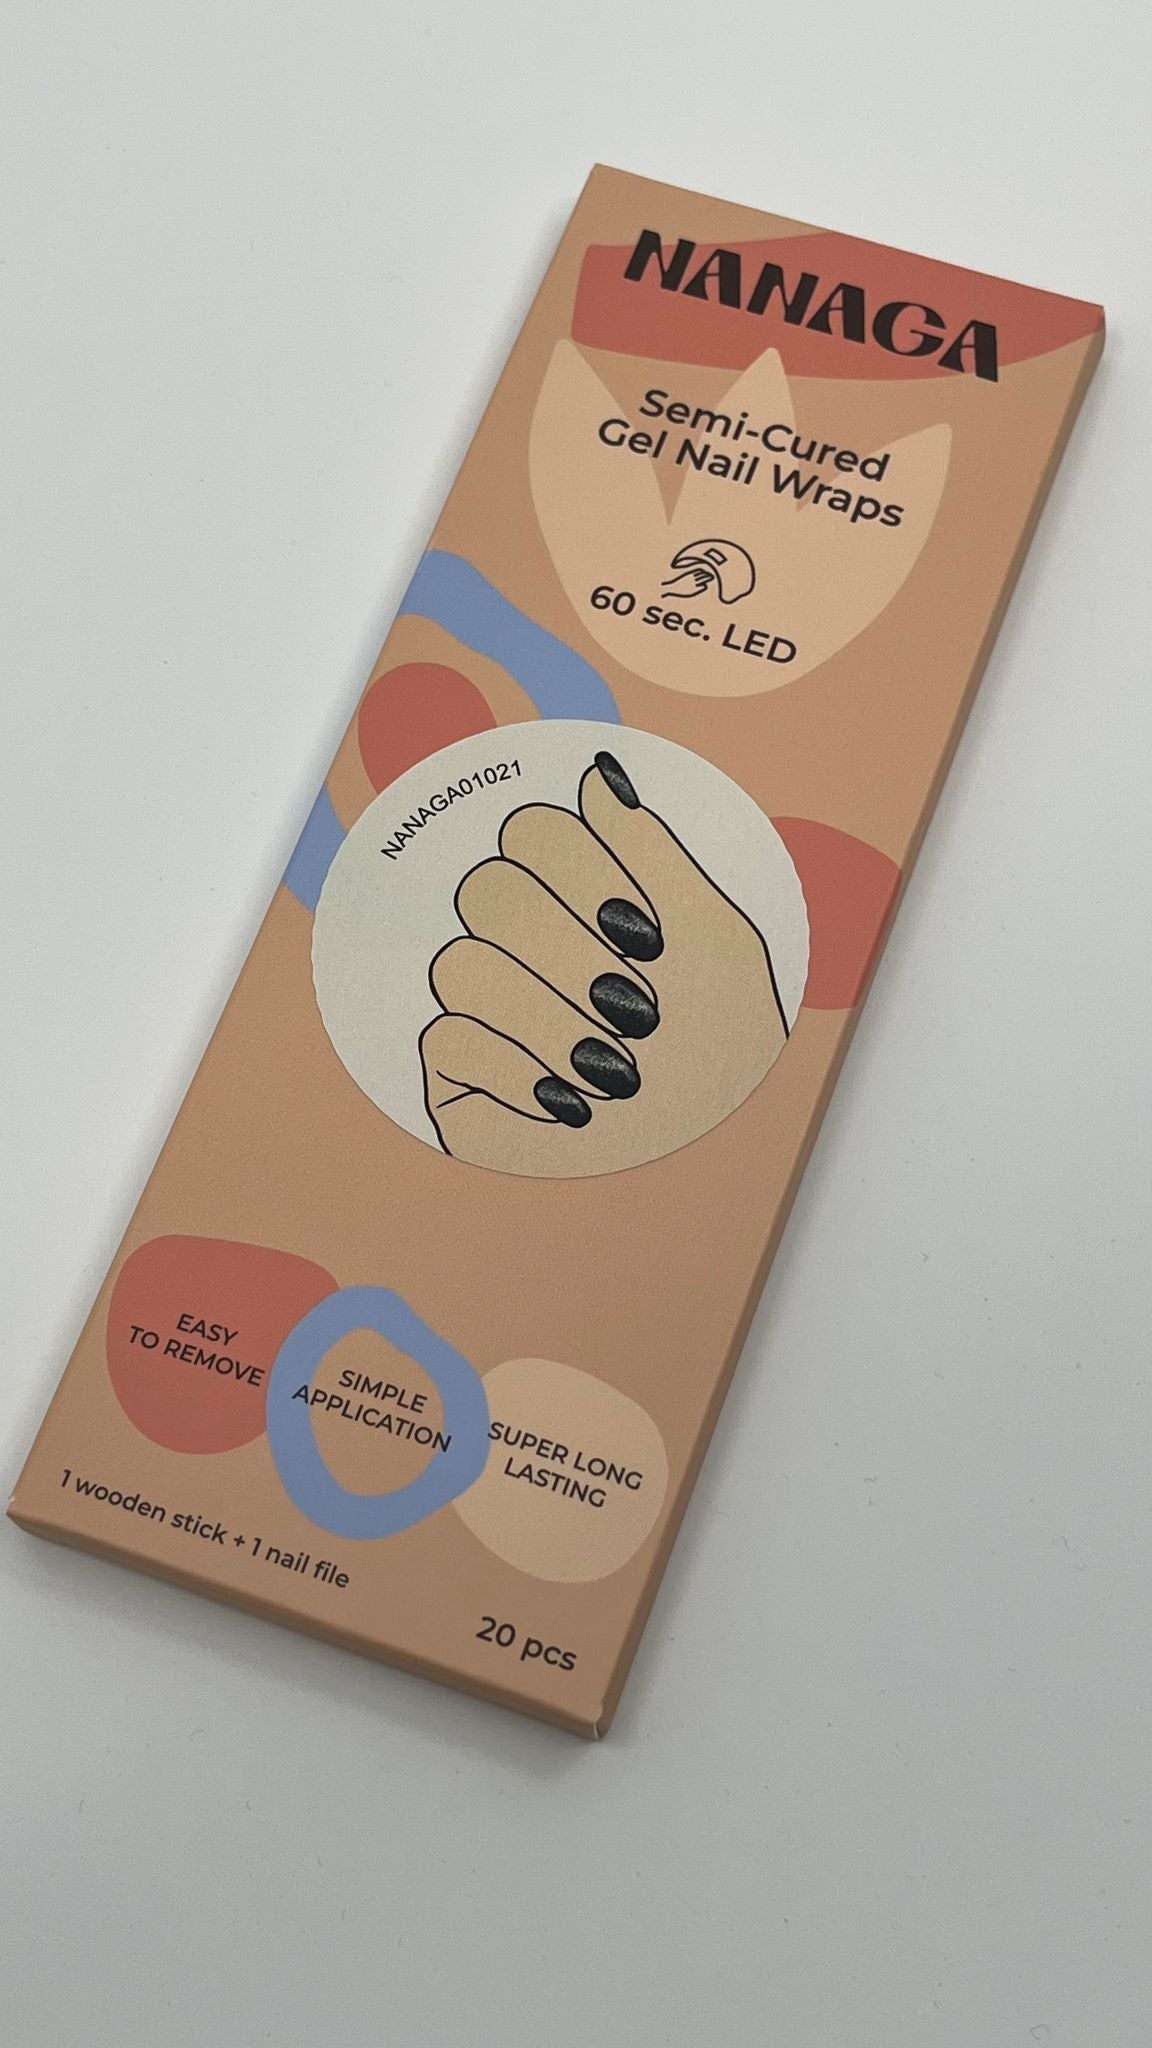 NANAGA
Semi-Cured
Gel Nail Wraps
60 sec. LED
NANAGA01021
EASY
TO REMOVE
SIMPLE
APPLICATION
SUPER LONG
LASTING
1 wooden stick + 1 nail file
20 pcs